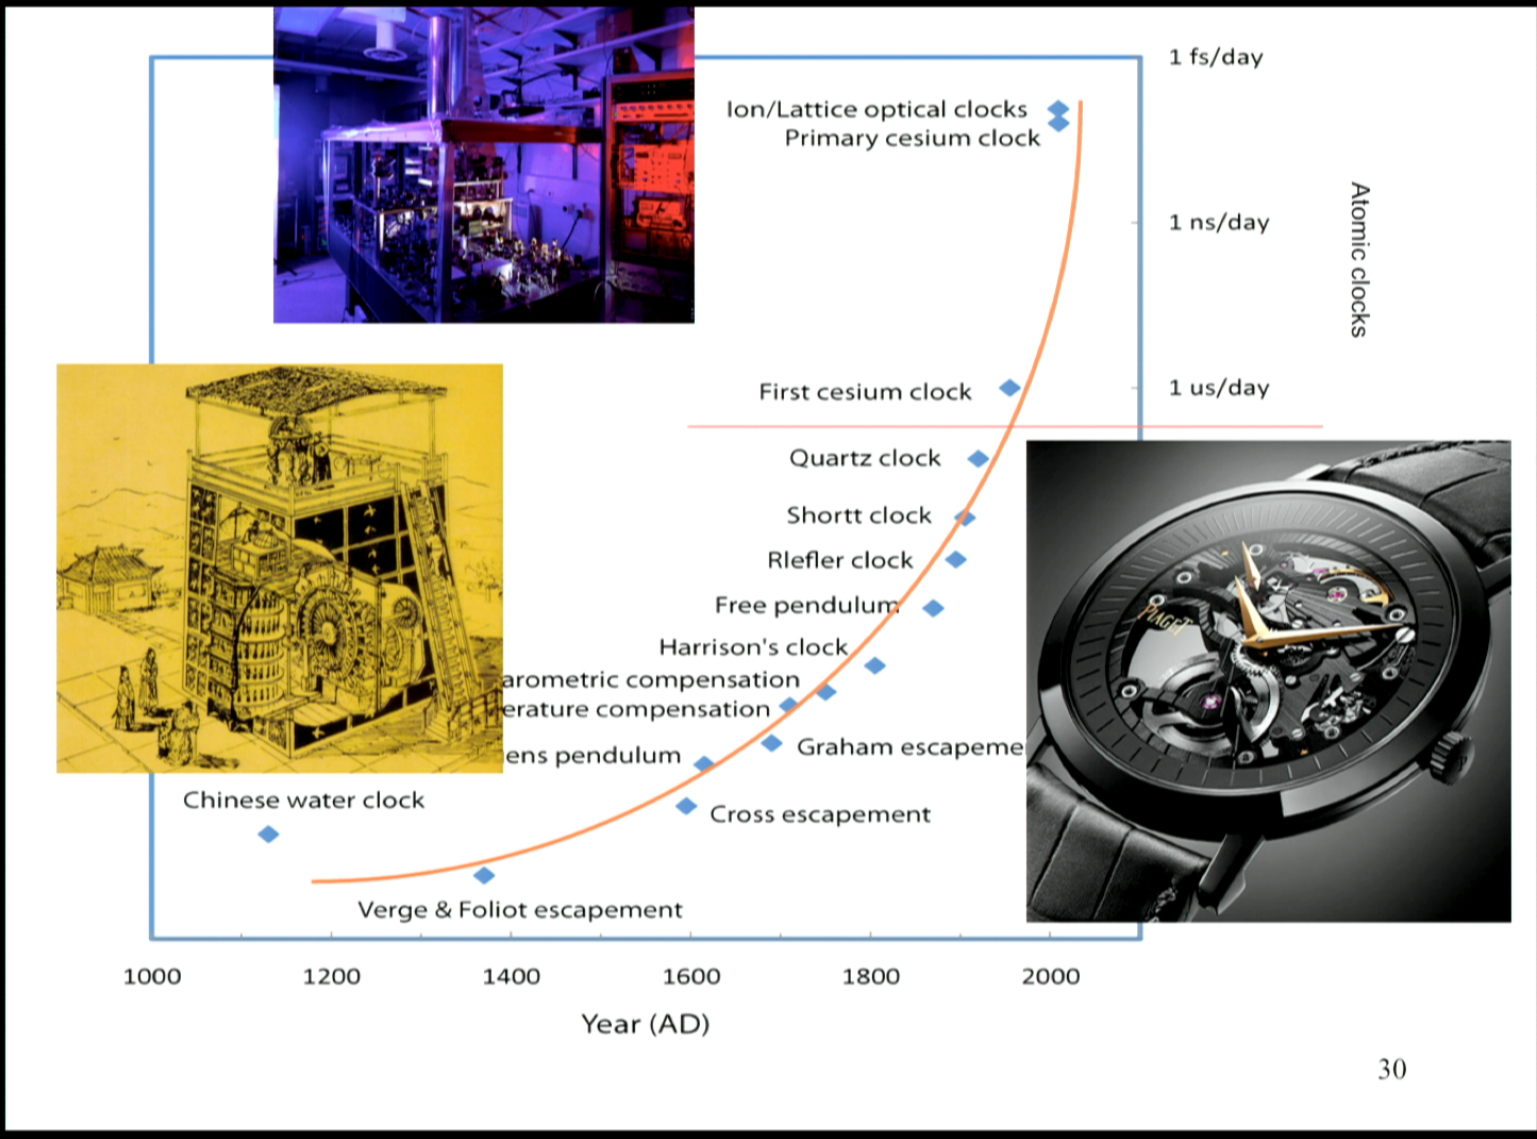 1 fs/day
Ion/Lattice optical clocks
Primary cesium clock
1 ns/day
Atomic clocks
First cesium clock
1 us/day
Quartz clock
Shortt clock
Rlefler clock
Free pendulum
PIAGET
Harrison's clock
arometric compensation
erature compensation
ens pendulum
Graham escapeme
Chinese water clock
Cross escapement
Verge & Foliot escapement
1000 1200 1400 1600 1800 2000
Year (AD)
30